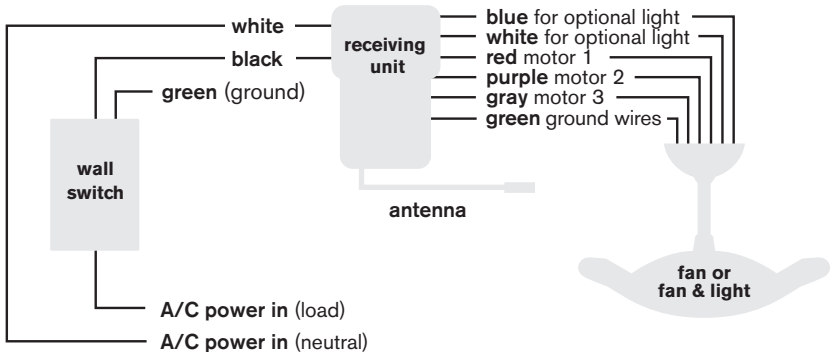 white
black
green (ground)
wall
switch
receiving
unit
blue for optional light
white for optional light
red motor 1
purple motor 2
gray motor 3
green ground wires
antenna
fan or
fan & light
A/C power in (load)
A/C power in (neutral)